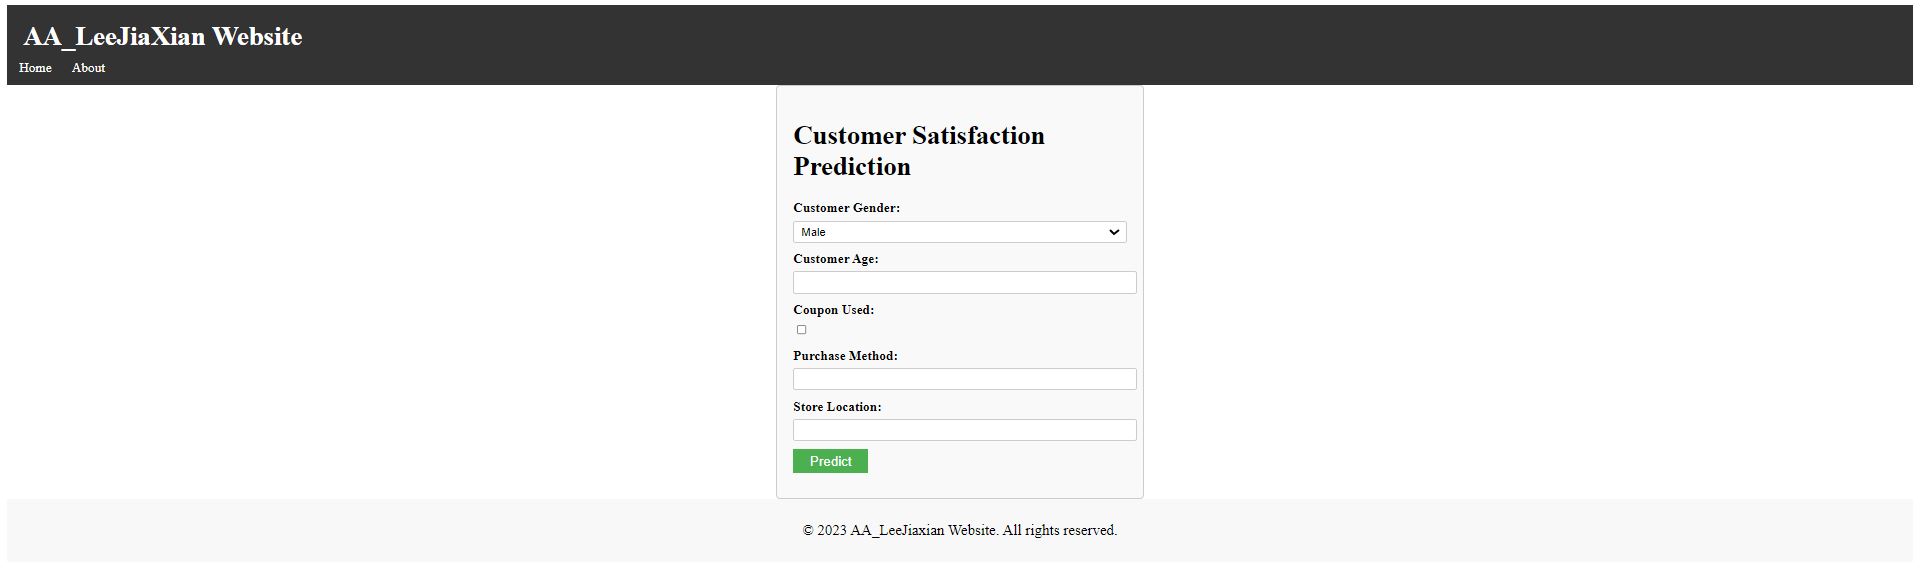 AA_LeeJiaXian Website
Home About
Customer Satisfaction
Prediction
Customer Gender:
Male
Customer Age:
Coupon Used:
Purchase Method:
Store Location:
Predict
© 2023 AA_LeeJiaxian Website. All rights reserved.